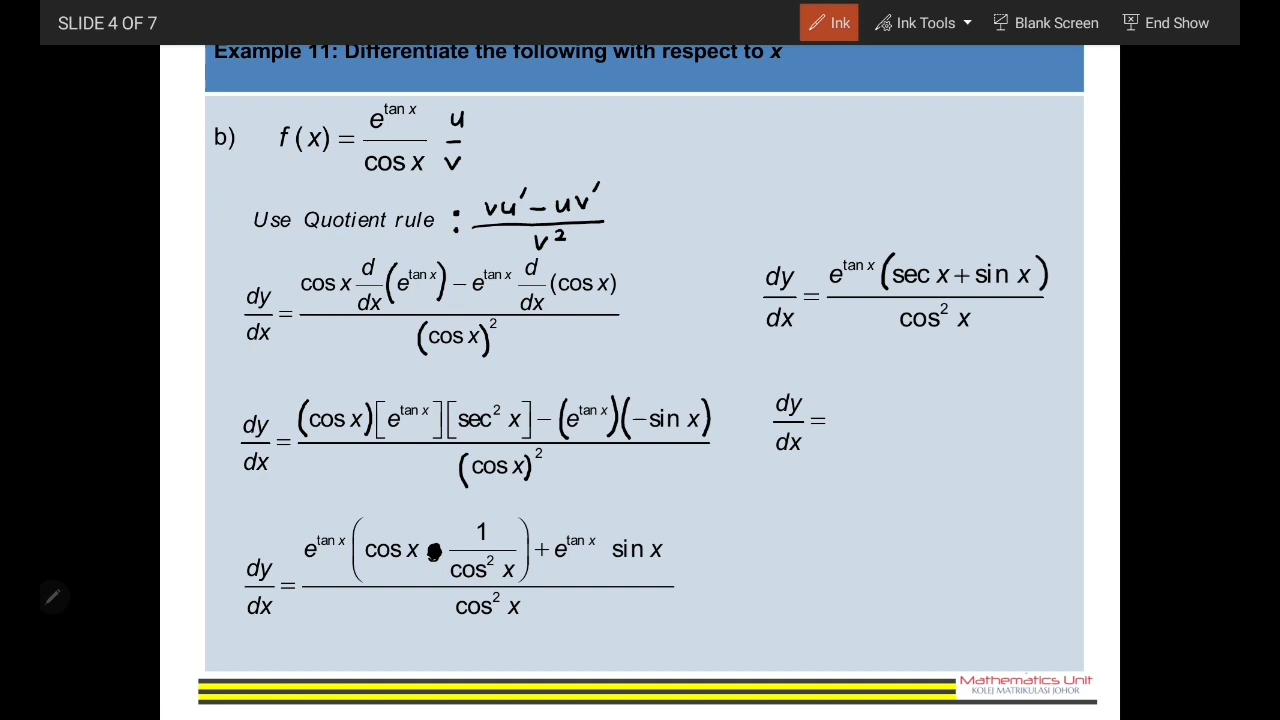 SLIDE 4 OF 7 Ink Ink Tools Blank Screen End Show
Example 11: Differentiate the following with respect to x
b) f(x) = e^(tan x) / cos x u/v
Use Quotient rule : (vu′ − uv′) / v²
dy/dx = (cos x d/dx (e^(tan x)) − e^(tan x) d/dx (cos x)) / (cos x)²
dy/dx = (cos x)[e^(tan x)][sec² x] − (e^(tan x))(−sin x) / (cos x)²
dy/dx = e^(tan x) (cos x • 1/cos² x) + e^(tan x) sin x / cos² x
dy/dx = e^(tan x) (sec x + sin x) / cos² x
dy/dx =
Mathematics Unit
KOLEJ MATRIKULASI JOHOR